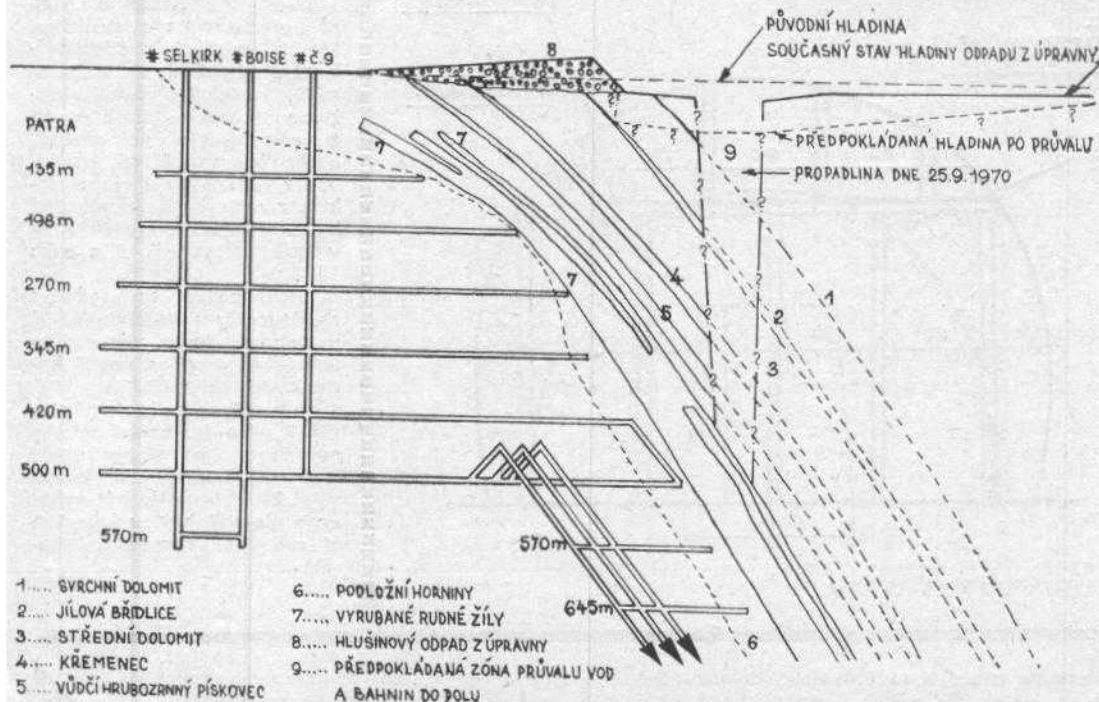 # SELKIRK # BOISE # Č.9
8
PŮVODNÍ HLADINA
SOUČASNÝ STAV HLADINY ODPADU Z ÚPRAVNY
PATRA
7
7
9
PŘEDPOKLÁDANÁ HLADINA PO PRŮVALU
135m
PROPADLINA DNE 25.9.1970
198m
270m
7
4
5
1
2
345m
3
420m
500m
570m
570m
645m
6
1.... SVRCHNÍ DOLOMIT
2.... JÍLOVÁ BŘIDLICE
3.... STŘEDNÍ DOLOMIT
4.... KŘEMENEC
5.... VŮDČÍ HRUBOZRNNÝ PÍSKOVEC
6..... PODLOŽNÍ HORNINY
7..... VYRUBANÉ RUDNÉ ŽÍLY
8..... HLUŠINOVÝ ODPAD Z ÚPRAVNY
9..... PŘEDPOKLÁDANÁ ZÓNA PRŮVALU VOD
A BAHNIN DO DOLU